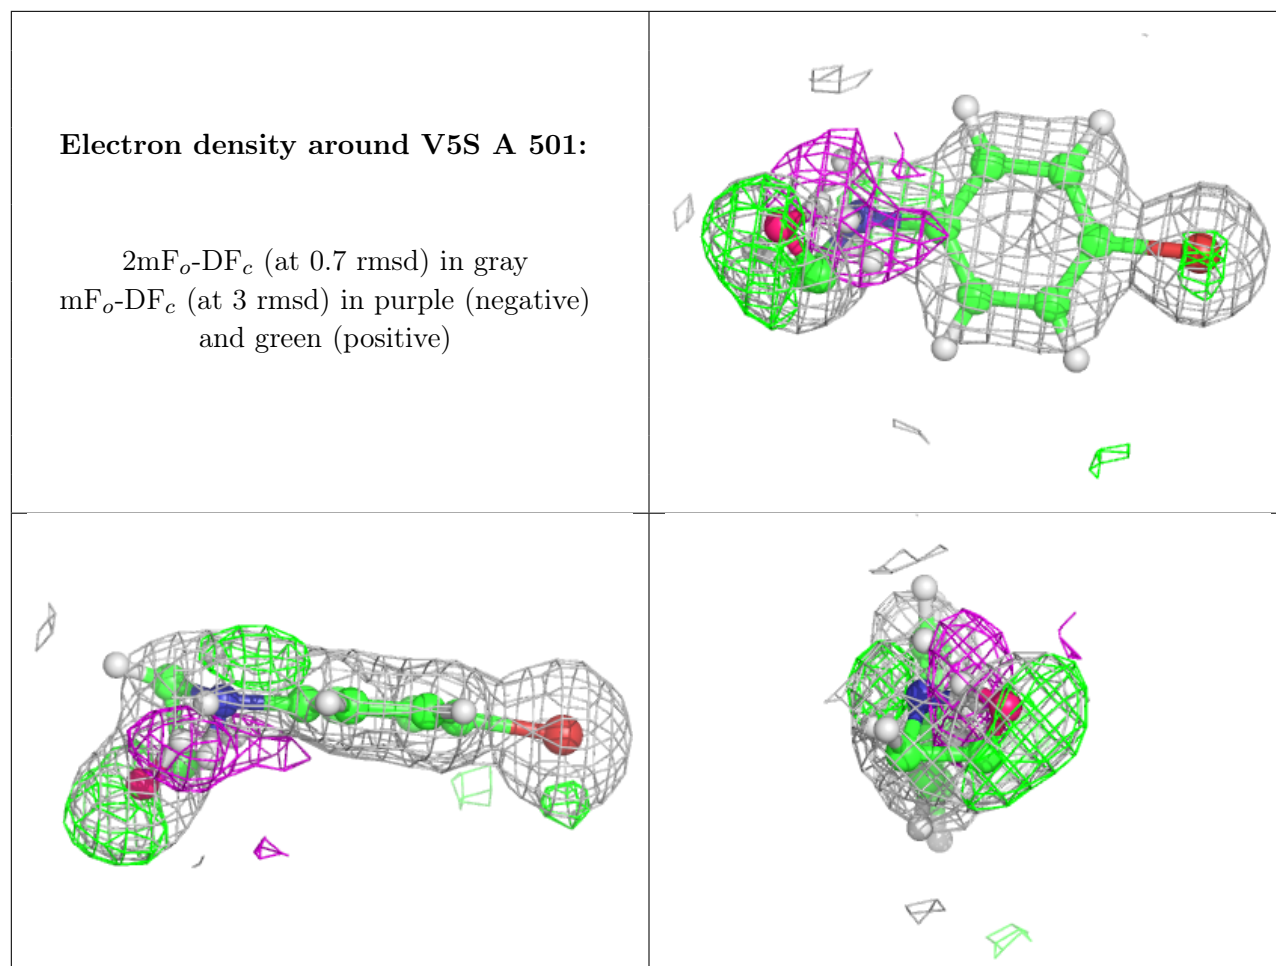 Electron density around V5S A 501:
2mFo-DFc (at 0.7 rmsd) in gray
mFo-DFc (at 3 rmsd) in purple (negative)
and green (positive)